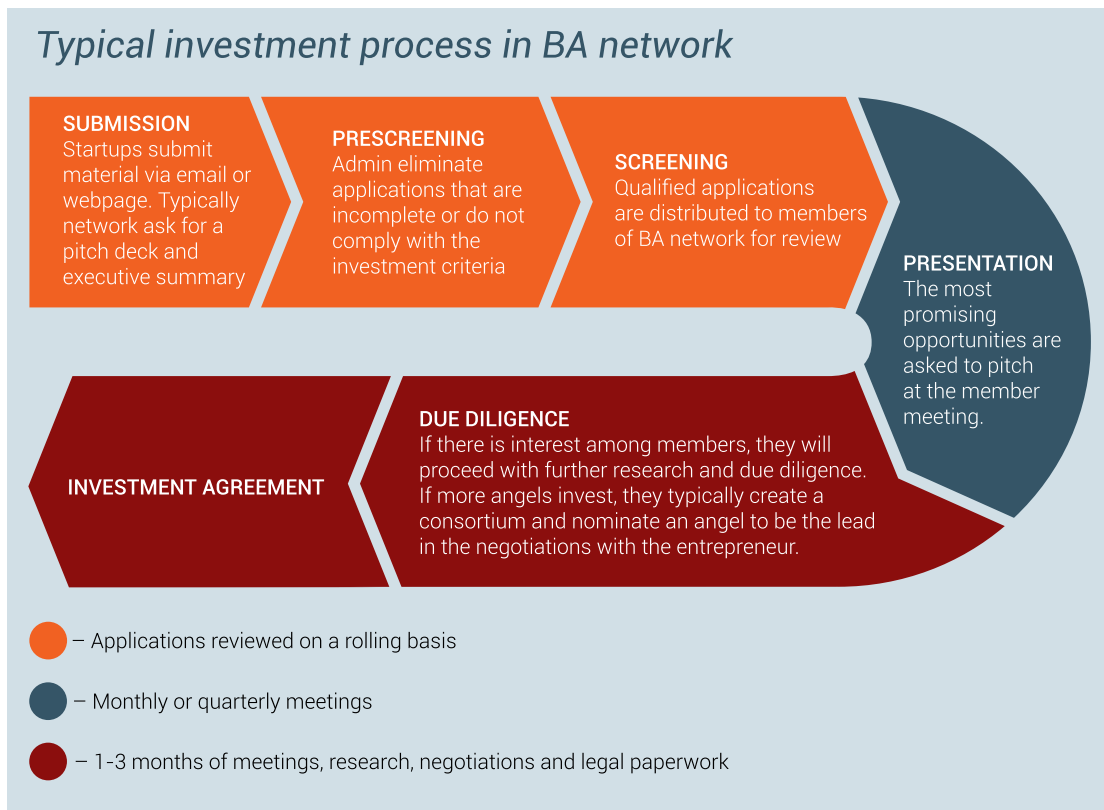 Typical investment process in BA network
SUBMISSION
Startups submit
material via email or
webpage. Typically
network ask for a
pitch deck and
executive summary
PRESCREENING
Admin eliminate
applications that are
incomplete or do not
comply with the
investment criteria
SCREENING
Qualified applications
are distributed to members
of BA network for review
PRESENTATION
The most
promising
opportunities are
asked to pitch
at the member
meeting.
DUE DILIGENCE
If there is interest among members, they will
proceed with further research and due diligence.
If more angels invest, they typically create a
consortium and nominate an angel to be the lead
in the negotiations with the entrepreneur.
INVESTMENT AGREEMENT
– Applications reviewed on a rolling basis
– Monthly or quarterly meetings
– 1-3 months of meetings, research, negotiations and legal paperwork